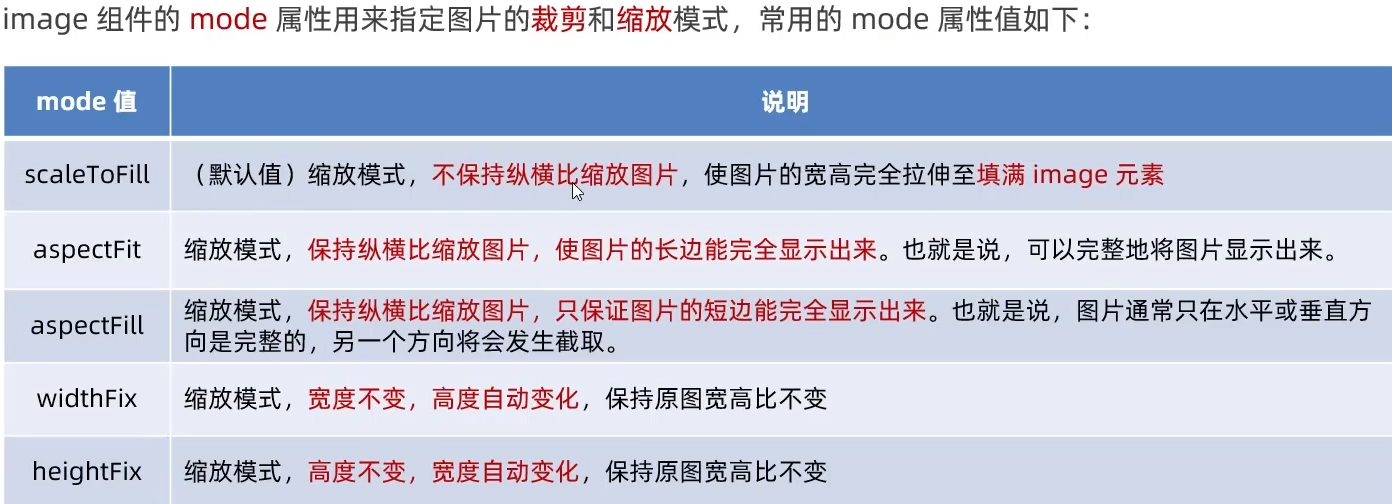 image 组件的 mode 属性用来指定图片的裁剪和缩放模式，常用的 mode 属性值如下：
mode 值 说明
scaleToFill （默认值）缩放模式，不保持纵横比缩放图片，使图片的宽高完全拉伸至填满 image 元素
aspectFit 缩放模式，保持纵横比缩放图片，使图片的长边能完全显示出来。也就是说，可以完整地将图片显示出来。
aspectFill 缩放模式，保持纵横比缩放图片，只保证图片的短边能完全显示出来。也就是说，图片通常只在水平或垂直方
向是完整的，另一个方向将会发生截取。
widthFix 缩放模式，宽度不变，高度自动变化，保持原图宽高比不变
heightFix 缩放模式，高度不变，宽度自动变化，保持原图宽高比不变